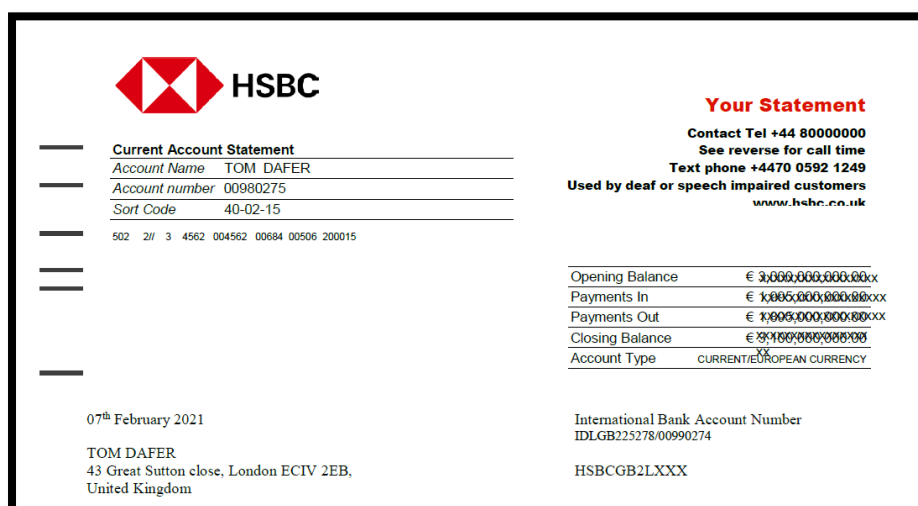 HSBC
Your Statement
Contact Tel +44 80000000
See reverse for call time
Text phone +4470 0592 1249
Used by deaf or speech impaired customers
www.hsbc.co.uk
Current Account Statement
Account Name TOM DAFER
Account number 00980275
Sort Code 40-02-15
502 2// 3 4562 004562 00684 00506 200015
Opening Balance €
Payments In €
Payments Out €
Closing Balance €
Account Type CURRENT/EUROPEAN CURRENCY
07th February 2021
TOM DAFER
43 Great Sutton close, London ECIV 2EB,
United Kingdom
International Bank Account Number
IDLGB225278/00990274
HSBCGB2LXXX